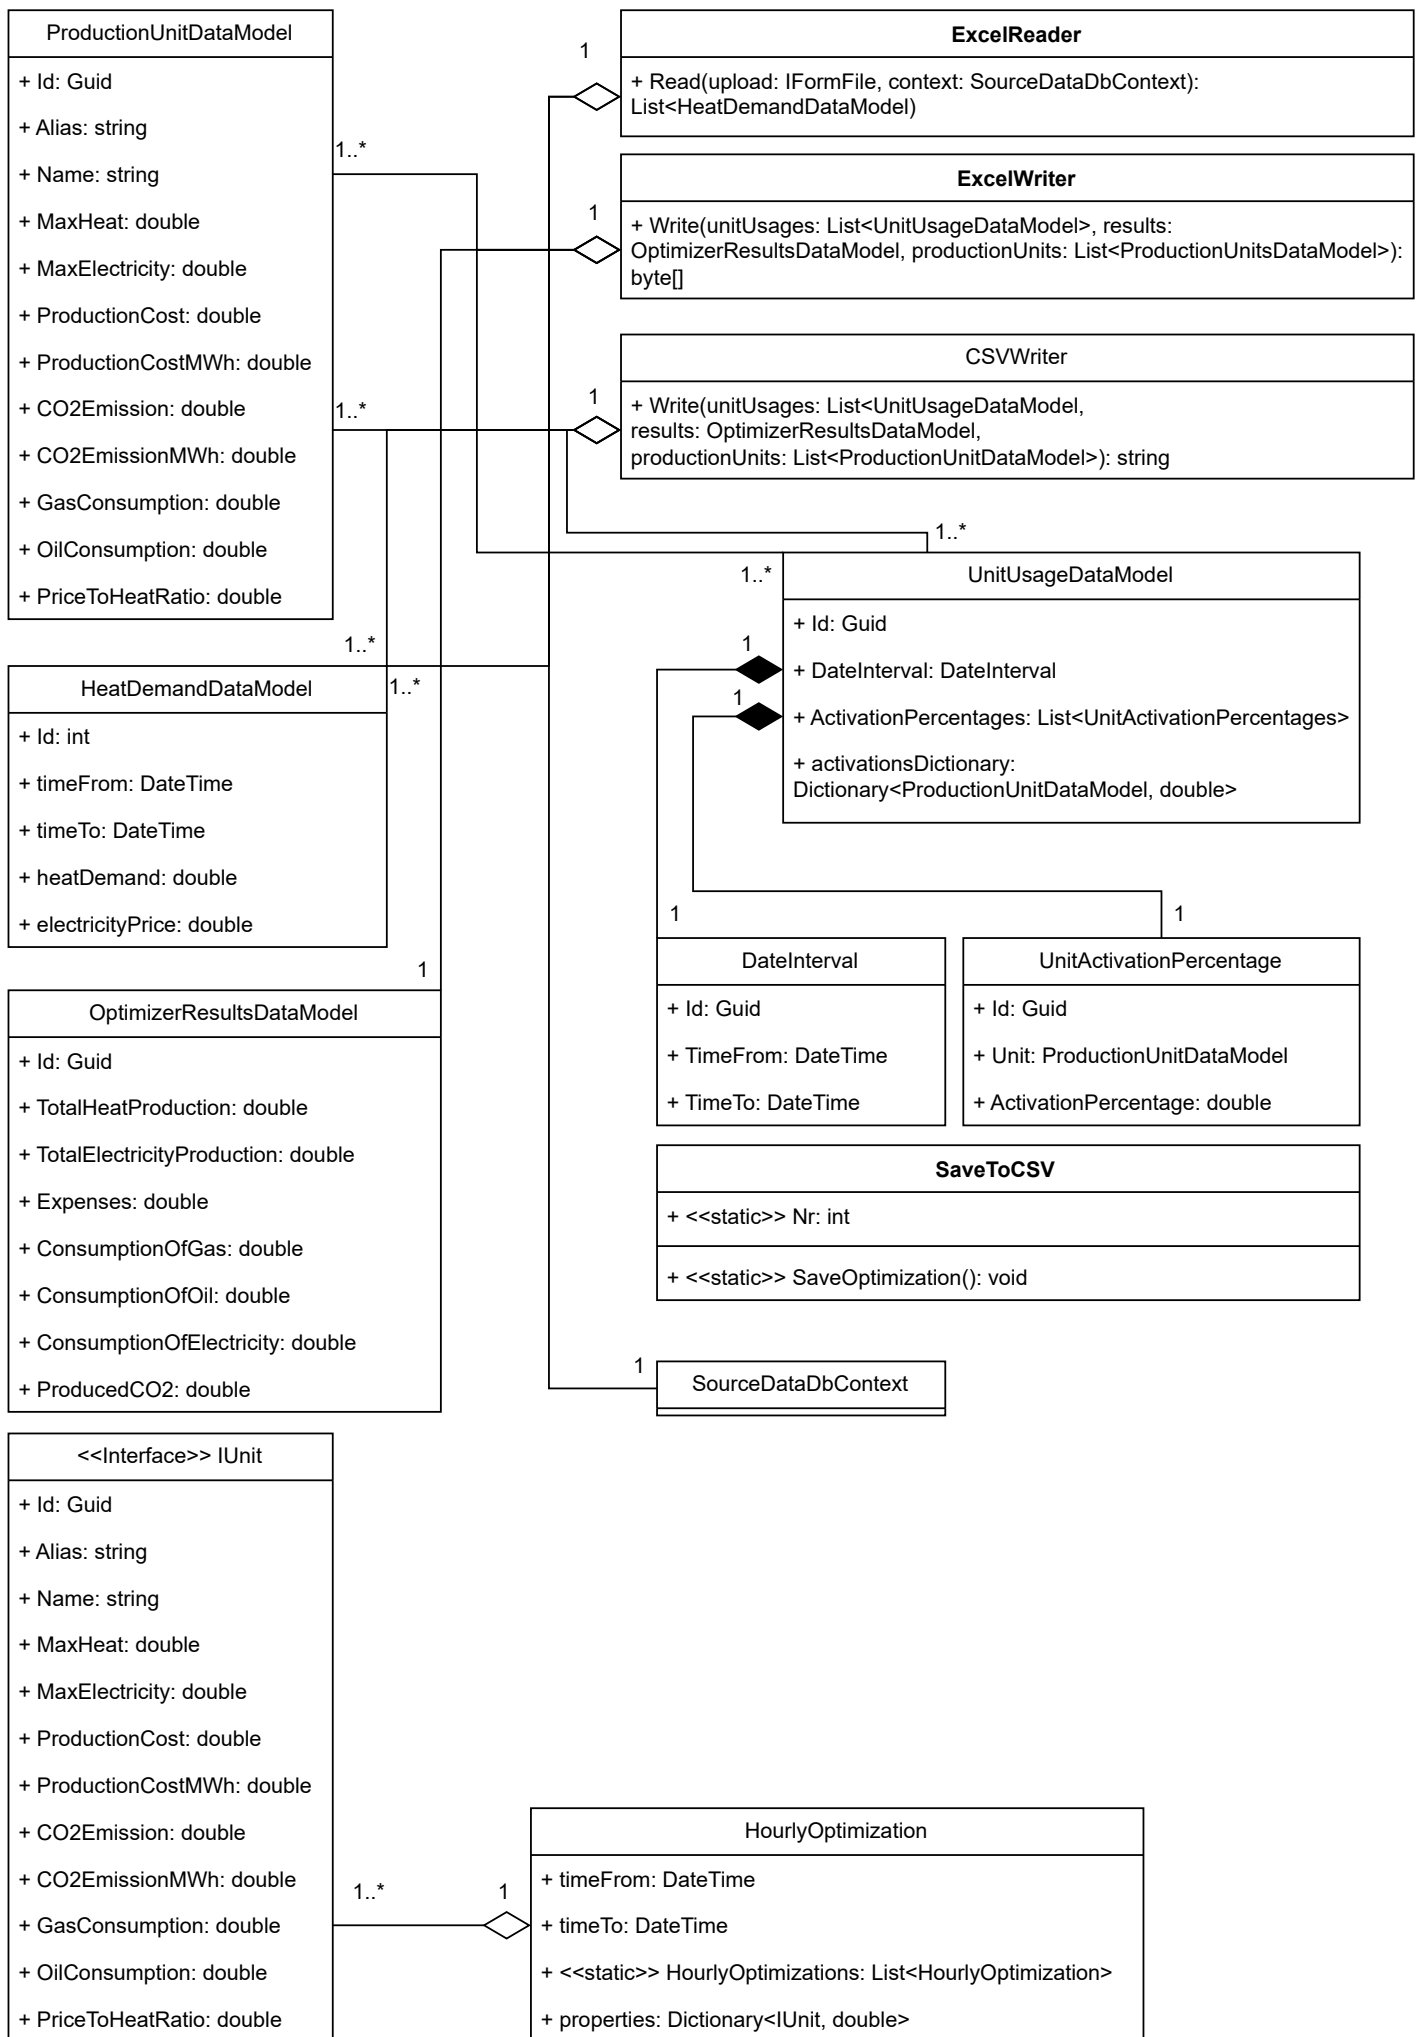 ProductionUnitDataModel
+ Id: Guid
+ Alias: string
+ Name: string
+ MaxHeat: double
+ MaxElectricity: double
+ ProductionCost: double
+ ProductionCostMWh: double
+ CO2Emission: double
+ CO2EmissionMWh: double
+ GasConsumption: double
+ OilConsumption: double
+ PriceToHeatRatio: double
1..*
1..*
1
ExcelReader
+ Read(upload: IFormFile, context: SourceDataDbContext):
List<HeatDemandDataModel)
1
ExcelWriter
+ Write(unitUsages: List<UnitUsageDataModel>, results:
OptimizerResultsDataModel, productionUnits: List<ProductionUnitsDataModel>):
byte[]
1
CSVWriter
+ Write(unitUsages: List<UnitUsageDataModel,
results: OptimizerResultsDataModel,
productionUnits: List<ProductionUnitDataModel>): string
1..*
1..*
UnitUsageDataModel
+ Id: Guid
1
+ DateInterval: DateInterval
1
+ ActivationPercentages: List<UnitActivationPercentages>
+ activationsDictionary:
Dictionary<ProductionUnitDataModel, double>
1..*
1..*
HeatDemandDataModel
+ Id: int
+ timeFrom: DateTime
+ timeTo: DateTime
+ heatDemand: double
+ electricityPrice: double
1
1
DateInterval
+ Id: Guid
+ TimeFrom: DateTime
+ TimeTo: DateTime
UnitActivationPercentage
+ Id: Guid
+ Unit: ProductionUnitDataModel
+ ActivationPercentage: double
1
OptimizerResultsDataModel
+ Id: Guid
+ TotalHeatProduction: double
+ TotalElectricityProduction: double
+ Expenses: double
+ ConsumptionOfGas: double
+ ConsumptionOfOil: double
+ ConsumptionOfElectricity: double
+ ProducedCO2: double
SaveToCSV
+ <<static>> Nr: int
+ <<static>> SaveOptimization(): void
1
SourceDataDbContext
<<Interface>> IUnit
+ Id: Guid
+ Alias: string
+ Name: string
+ MaxHeat: double
+ MaxElectricity: double
+ ProductionCost: double
+ ProductionCostMWh: double
+ CO2Emission: double
+ CO2EmissionMWh: double
+ GasConsumption: double
+ OilConsumption: double
+ PriceToHeatRatio: double
1..*
1
HourlyOptimization
+ timeFrom: DateTime
+ timeTo: DateTime
+ <<static>> HourlyOptimizations: List<HourlyOptimization>
+ properties: Dictionary<IUnit, double>